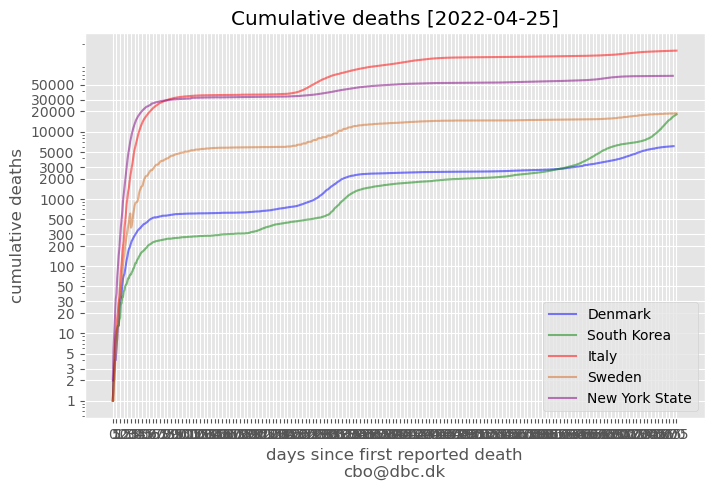 Cumulative deaths [2022-04-25]
cumulative deaths
50000
30000
20000
10000
5000
3000
2000
1000
500
300
200
100
50
30
20
10
5
3
2
1
Denmark
South Korea
Italy
Sweden
New York State
days since first reported death
cbo@dbc.dk